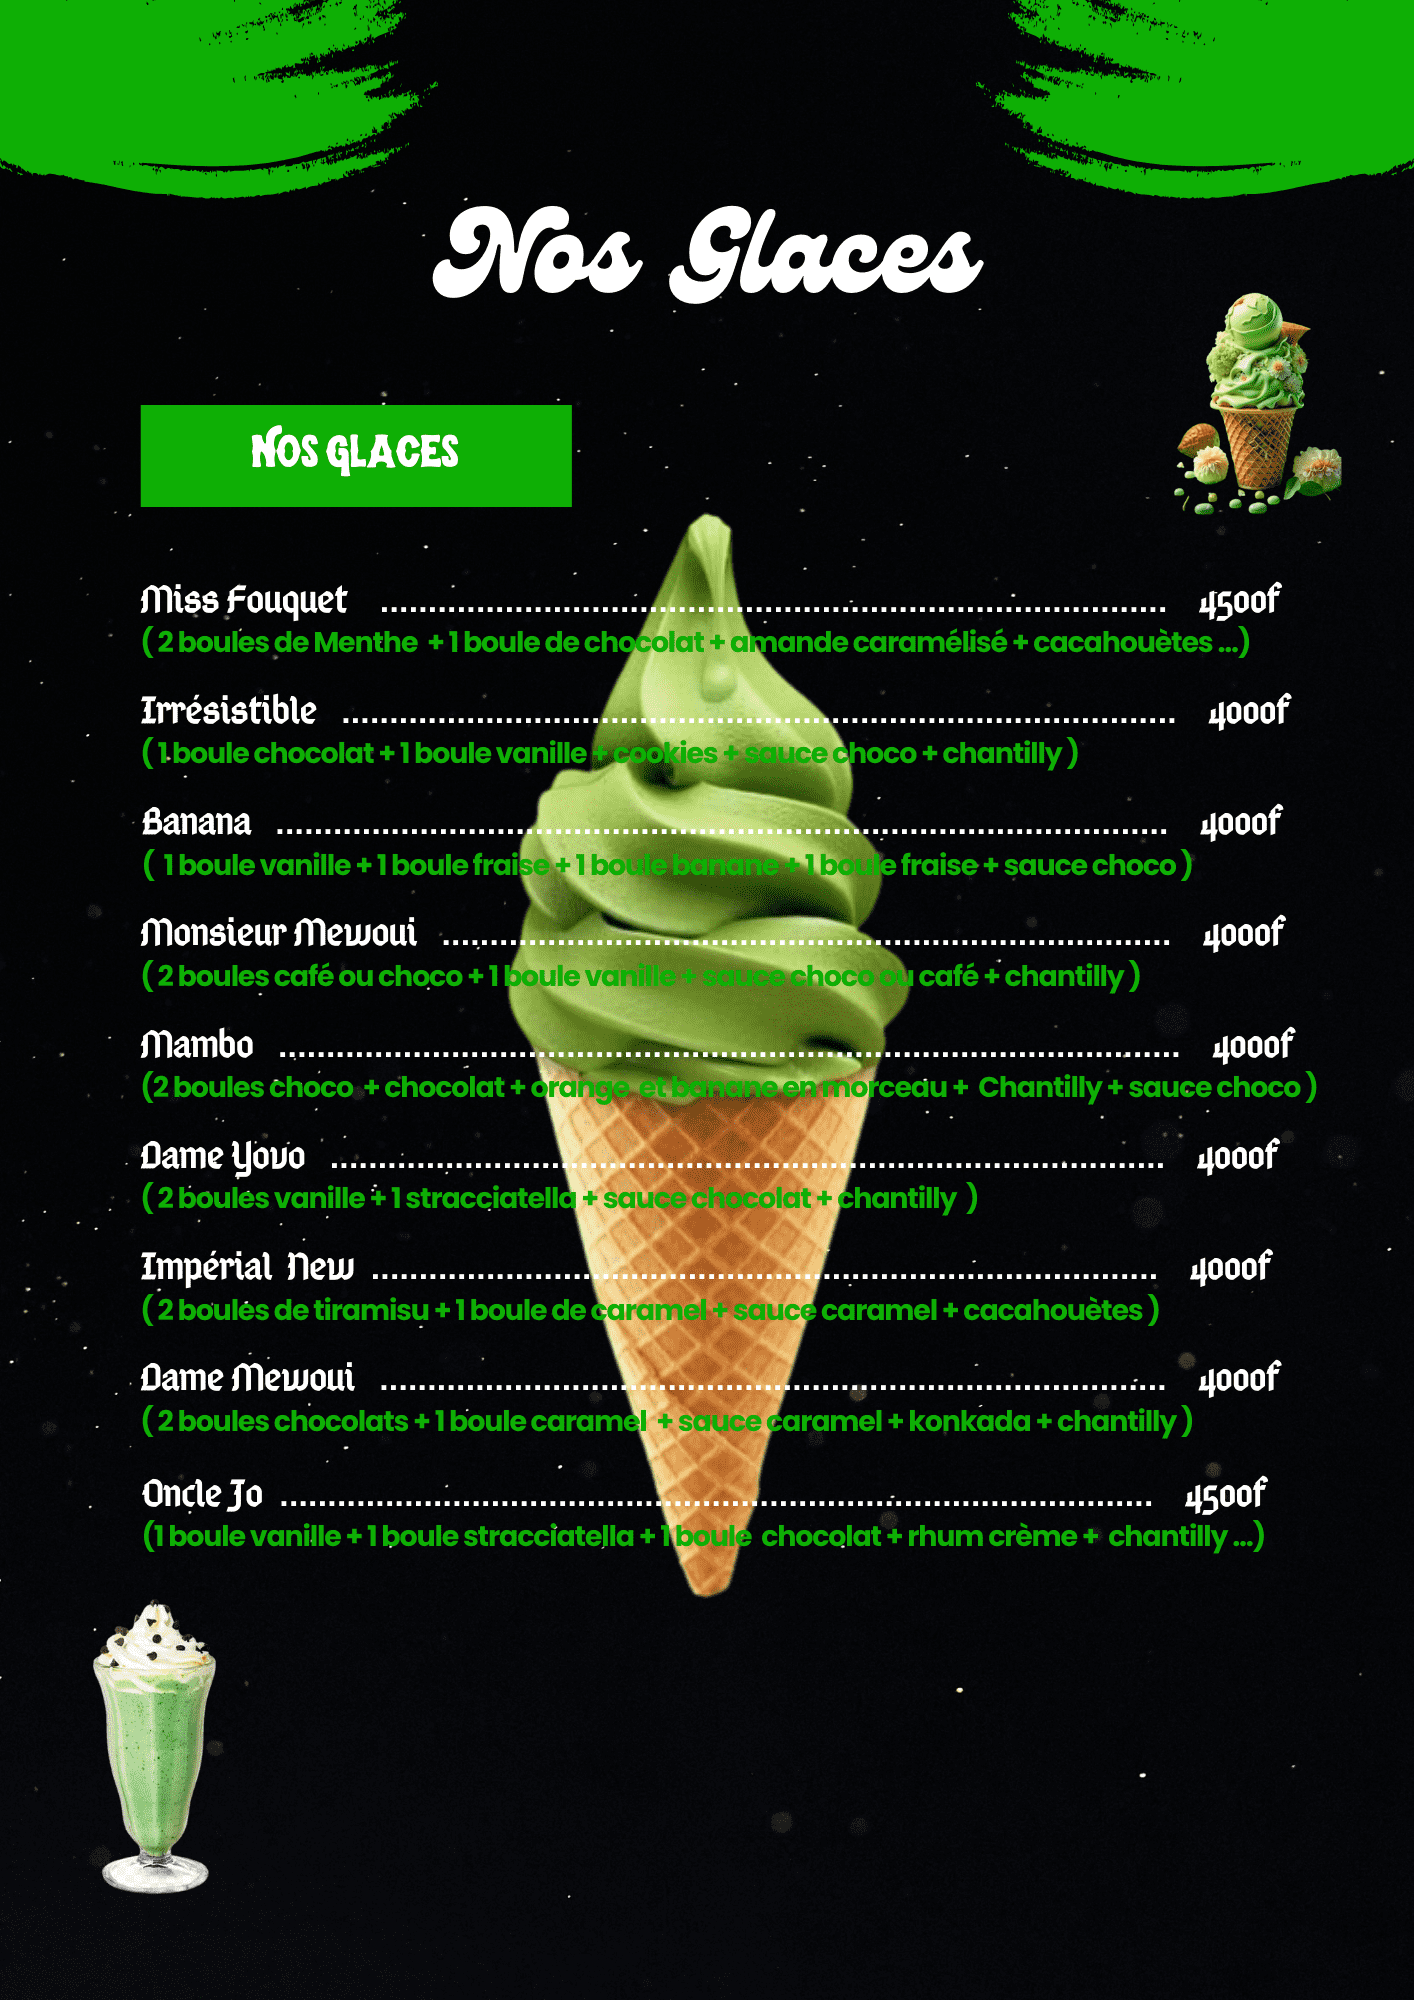 Nos Glaces
NOS GLACES
Miss Fouquet ........................................................................ 4500f
( 2 boules de Menthe + 1 boule de chocolat + amande caramélisé + cacahouètes ...)
Irrésistible ........................................................................ 4000f
( 1 boule chocolat + 1 boule vanille + cookies + sauce choco + chantilly )
Banana ........................................................................ 4000f
( 1 boule vanille + 1 boule fraise + 1 boule banane + 1 boule fraise + sauce choco )
Monsieur Mewoui ........................................................................ 4000f
( 2 boules café ou choco + 1 boule vanille + sauce choco ou café + chantilly )
Mambo ........................................................................ 4000f
(2 boules choco + chocolat + orange et banane en morceau + Chantilly + sauce choco )
Dame Yovo ........................................................................ 4000f
( 2 boules vanille + 1 stracciatella + sauce chocolat + chantilly )
Impérial New ........................................................................ 4000f
( 2 boules de tiramisu + 1 boule de caramel + sauce caramel + cacahouètes )
Dame Mewoui ........................................................................ 4000f
( 2 boules chocolats + 1 boule caramel + sauce caramel + konkada + chantilly )
Oncle Jo ........................................................................ 4500f
(1 boule vanille + 1 boule stracciatella + 1 boule chocolat + rhum crème + chantilly ...)